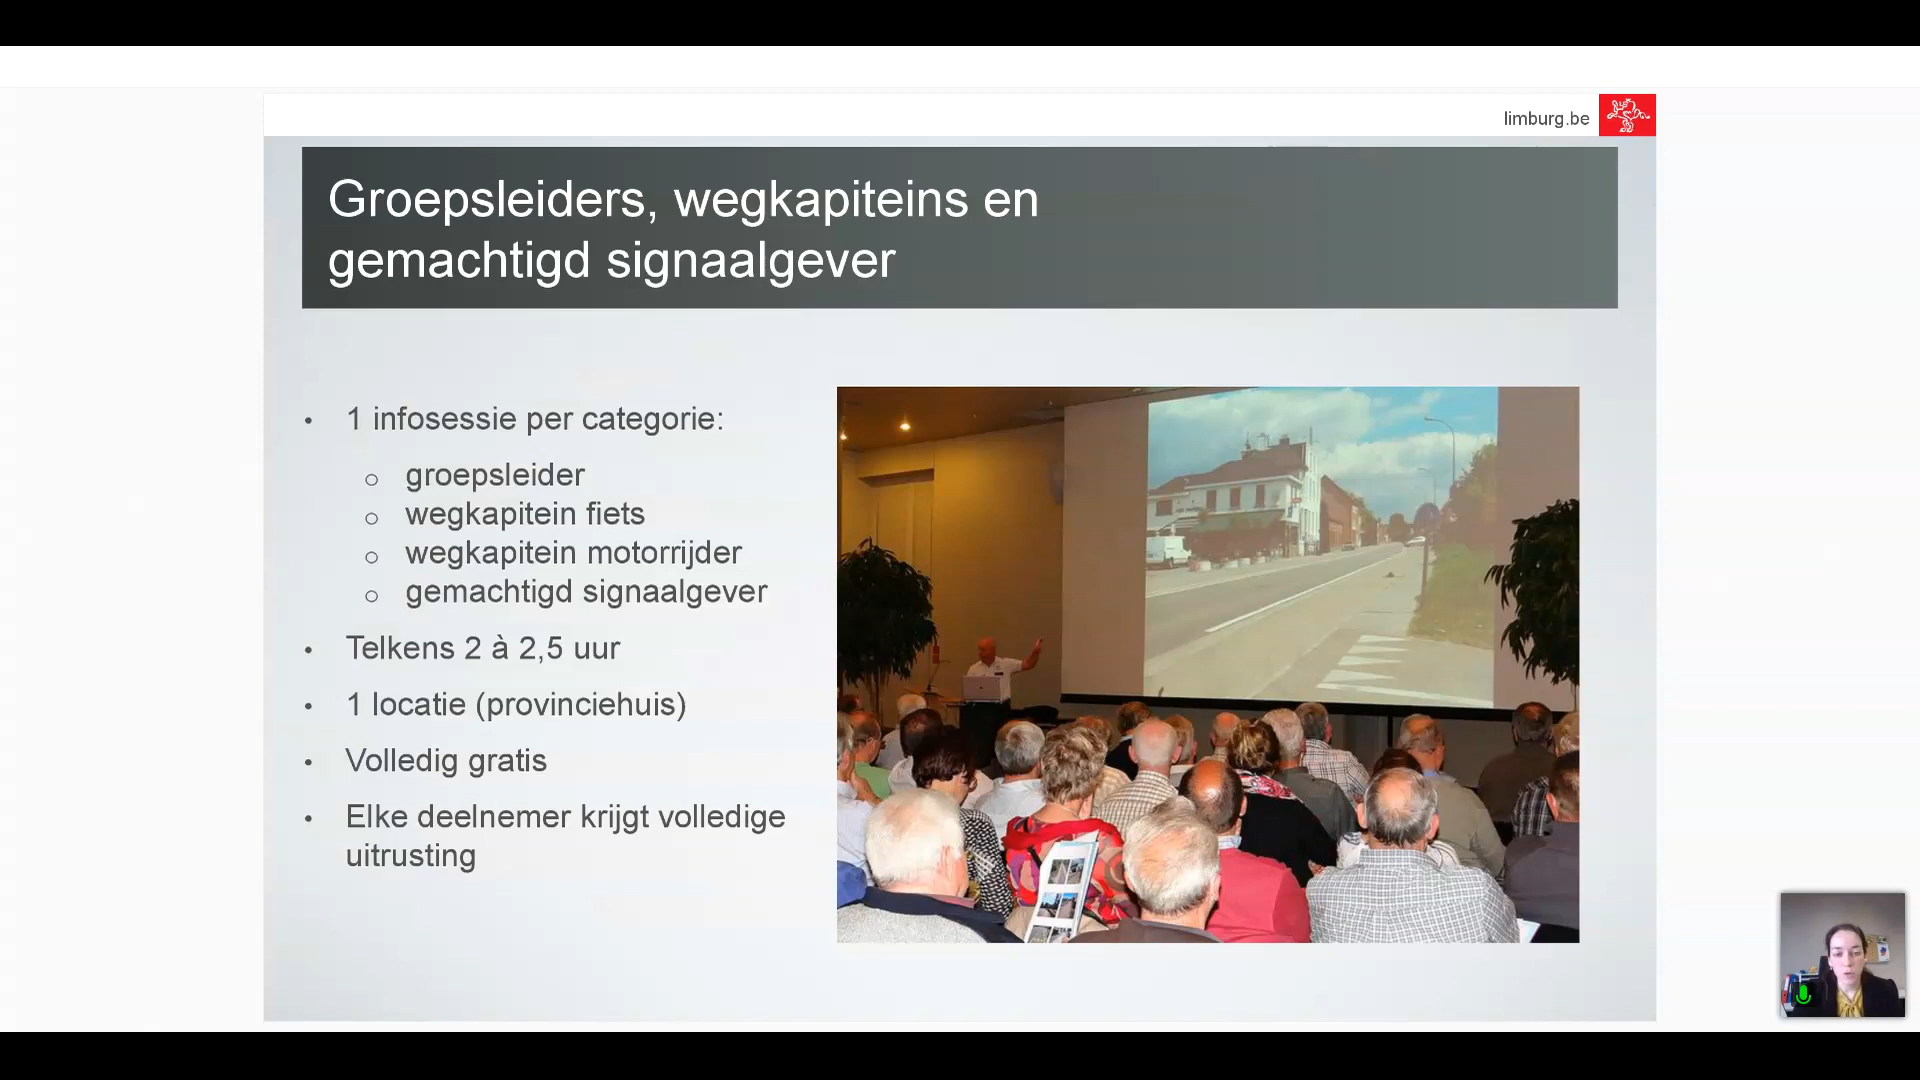 limburg.be
Groepsleiders, wegkapiteins en
gemachtigd signaalgever
• 1 infosessie per categorie:
o groepsleider
o wegkapitein fiets
o wegkapitein motorrijder
o gemachtigd signaalgever
• Telkens 2 à 2,5 uur
• 1 locatie (provinciehuis)
• Volledig gratis
• Elke deelnemer krijgt volledige
uitrusting